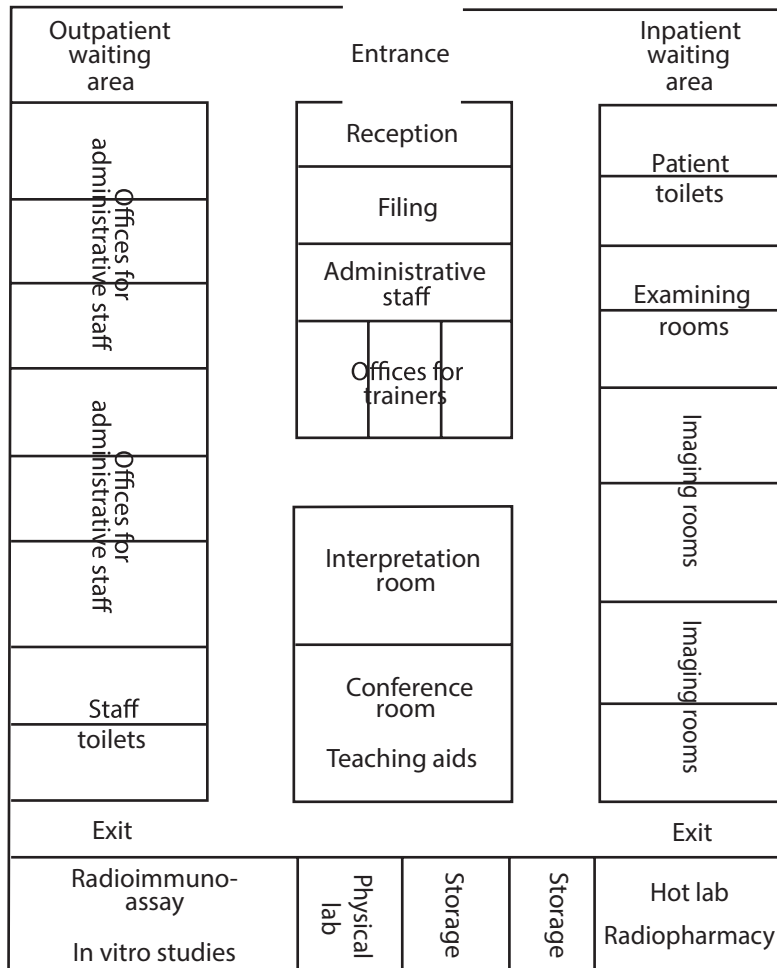 Outpatient
waiting
area
Entrance
Inpatient
waiting
area
Offices for
administrative staff
Offices for
administrative staff
Staff
toilets
Reception
Filing
Administrative
staff
Offices for
trainers
Interpretation
room
Conference
room
Teaching aids
Patient
toilets
Examining
rooms
Imaging rooms
Imaging rooms
Exit
Exit
Radioimmuno-
assay
In vitro studies
Physical
lab
Storage
Storage
Hot lab
Radiopharmacy